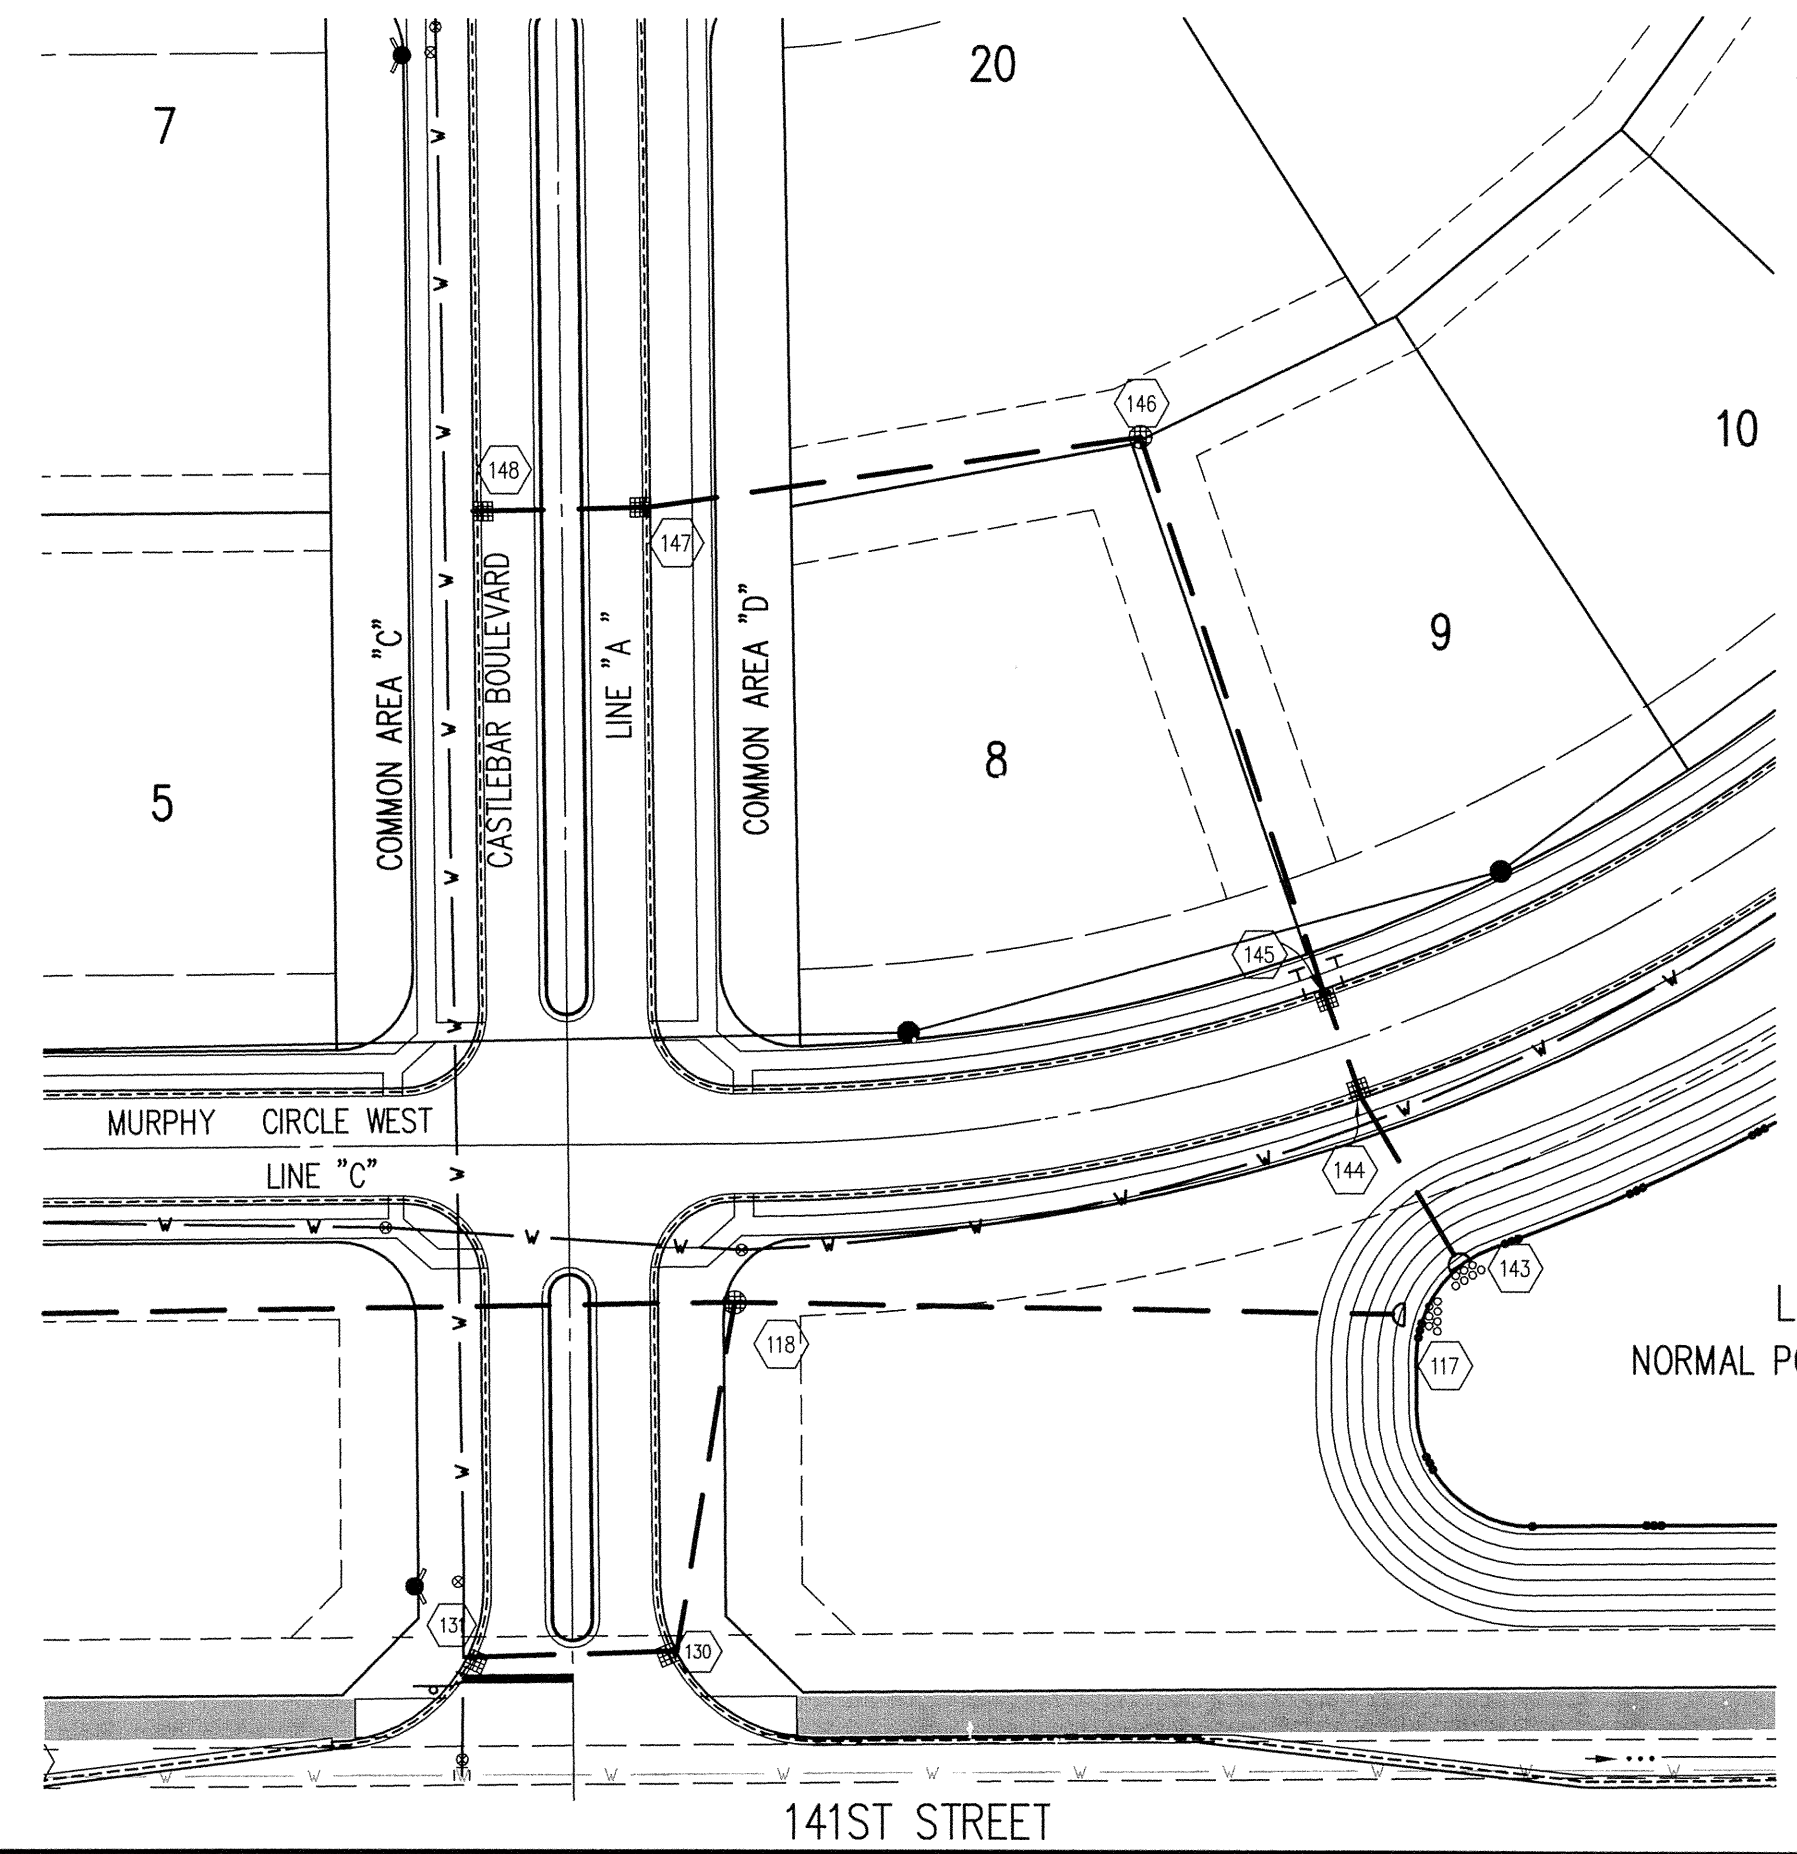 20
7
146
10
148
147
COMMON AREA "C"
CASTLEBAR BOULEVARD
LINE "A"
COMMON AREA "D"
9
8
5
145
MURPHY CIRCLE WEST
LINE "C"
144
143
118
117
L
NORMAL
131
130
141ST STREET
W W W W W W W W W W W W
W W W W W W W W W W W W
W W W W W W W W W W W